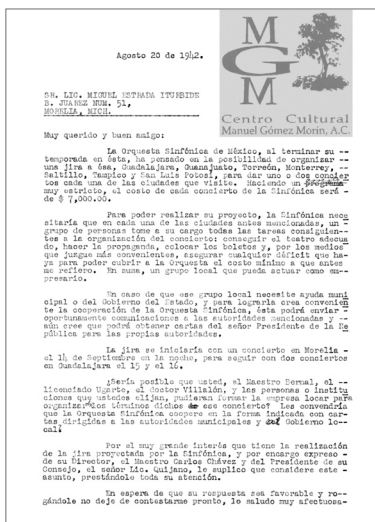 Agosto 20 de 1942.
MGM
Centro Cultural
Manuel Gómez Morin, A.C.
SR. LIC. MIGUEL ESTRADA ITURBIDE
B. JUAREZ NUM. 51,
MORELIA, MICH.
Muy querido y buen amigo:
La Orquesta Sinfónica de México, al terminar su --
temporada en ésta, ha pensado en la posibilidad de organizar --
una jira a ésa, Guadalajara, Guanajuato, Torreón, Monterrey, --
Saltillo, Tampico y San Luis Potosí, para dar uno o dos concier
tos cada una de las ciudades que visite. Haciendo un programa
muy estricto, el costo de cada concierto de la Sinfónica será -
de $ 7,000.00.
Para poder realizar su proyecto, la Sinfónica nece
sitaría que en cada una de las ciudades antes mencionadas, un -
grupo de personas tome a su cargo todas las tareas consiguien--
tes a la organización del concierto: conseguir el teatro adecua
do, hacer la propaganda, colocar los boletos y, por los medios
que juzgan más convenientes, asegurar cualquier déficit que ha--
ya para poder cubrir a la Orquesta el costo mínimo a que antes
me refiero. En suma, un grupo local que pueda actuar como em--
presario.
En caso de que ese grupo local necesite ayuda muni
cipal o del Gobierno del Estado, y para lograrla crea convenien
te la cooperación de la Orquesta Sinfónica, ésta podrá enviar -
oportunamente comunicaciones a las autoridades mencionadas y --
aún cree que podrá obtener cartas del señor Presidente de la Re
pública para las propias autoridades.
La jira se iniciaría con un concierto en Morelia -
el 14 de Septiembre en la noche, para seguir con dos conciertos
en Guadalajara el 15 y el 16.
¿Sería posible que usted, el Maestro Bernal, el --
licenciado Ugarte, el doctor Villalón, y las personas o institu
ciones que ustedes elijan, pudieran formar la empresa local para
organizar los términos dichos ese concierto? Les convendría
que la Orquesta Sinfónica coopere en la forma indicada con car-
tas dirigidas a las autoridades municipales y del Gobierno lo--
cal?
Por el muy grande interés que tiene la realización
de la jira proyectada por la Sinfónica, y por encargo expreso -
de su Director, el Maestro Carlos Chávez y del Presidente de su
Consejo, el señor Lic. Quijano, le suplico que considere este -
asunto, prestándole toda su atención.
En espera de que su respuesta sea favorable y ro--
gándole no deje de contestarme pronto, lo saludo muy afectuosa-